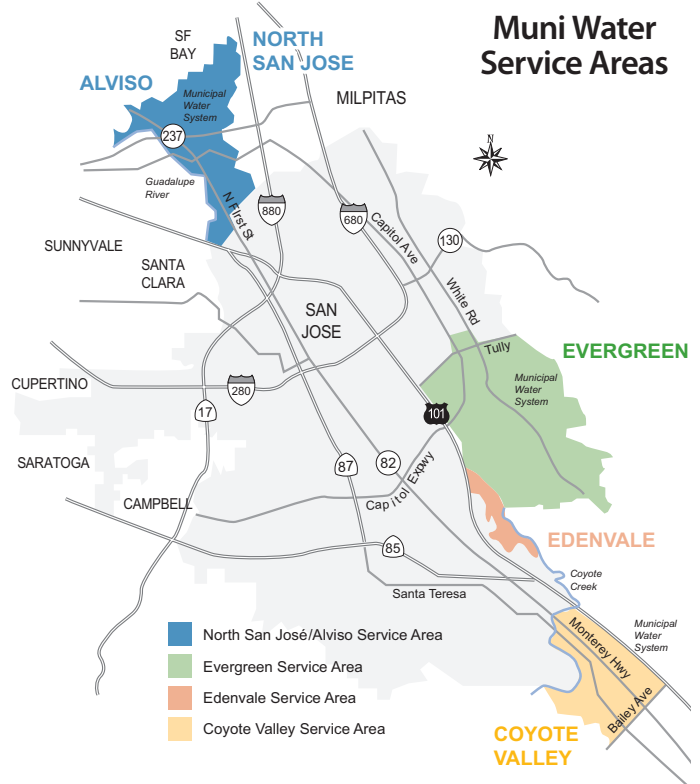 Muni Water
Service Areas
SF
BAY
NORTH
SAN JOSE
ALVISO
Municipal
Water
System
MILPITAS
237
N
Guadalupe
River
N First St
880
680
Capitol Ave
130
SUNNYVALE
SANTA
CLARA
White Rd
SAN
JOSE
Tully
EVERGREEN
Municipal
Water
System
CUPERTINO
280
17
101
SARATOGA
87
82
Capitol Expwy
CAMPBELL
EDENVALE
85
Coyote
Creek
Santa Teresa
Monterey Hwy
Municipal
Water
System
Bailey Ave
North San José/Alviso Service Area
Evergreen Service Area
Edenvale Service Area
Coyote Valley Service Area
COYOTE
VALLEY